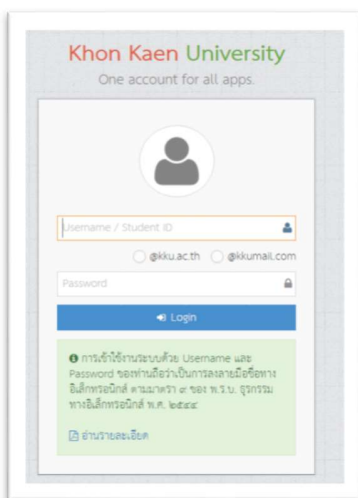 Khon Kaen University
One account for all apps.
Username / Student ID
@kku.ac.th @kkumail.com
Password
Login
การเข้าใช้งานระบบด้วย Username และ
Password ของท่านถือว่าเป็นการลงลายมือชื่อทาง
อิเล็กทรอนิกส์ ตามมาตรา ๙ ของ พ.ร.บ. ธุรกรรม
ทางอิเล็กทรอนิกส์ พ.ศ. ๒๕๔๔
อ่านรายละเอียด